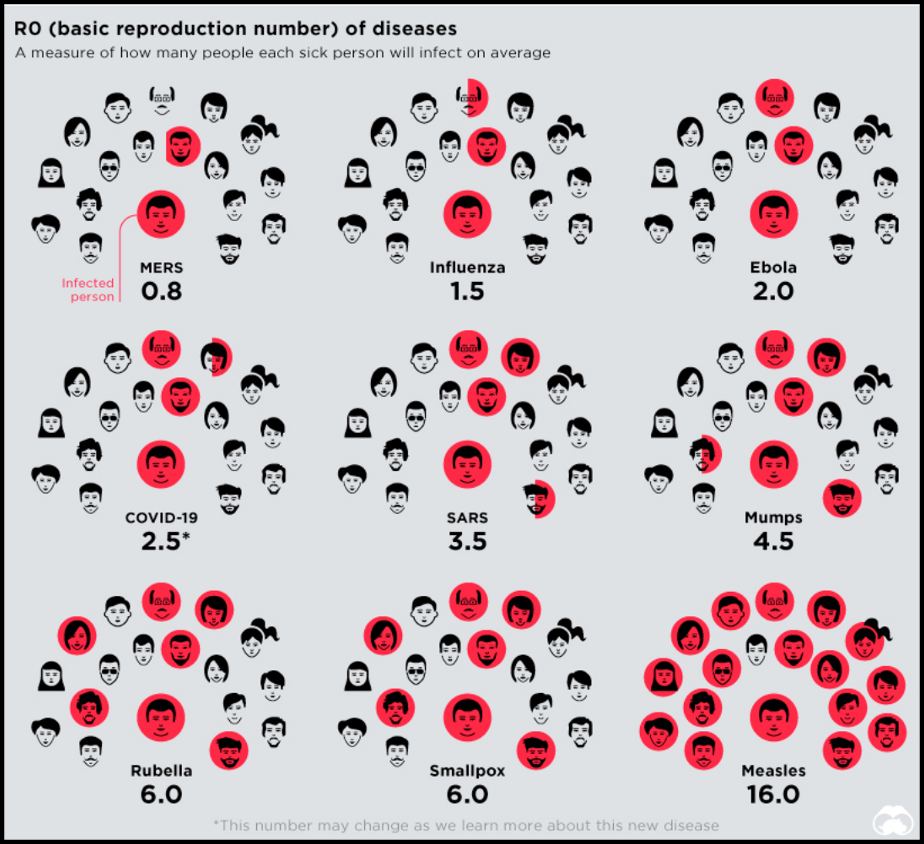 R0 (basic reproduction number) of diseases
A measure of how many people each sick person will infect on average
Infected
person
MERS
0.8
Influenza
1.5
Ebola
2.0
COVID-19
2.5*
SARS
3.5
Mumps
4.5
Rubella
6.0
Smallpox
6.0
Measles
16.0
*This number may change as we learn more about this new disease